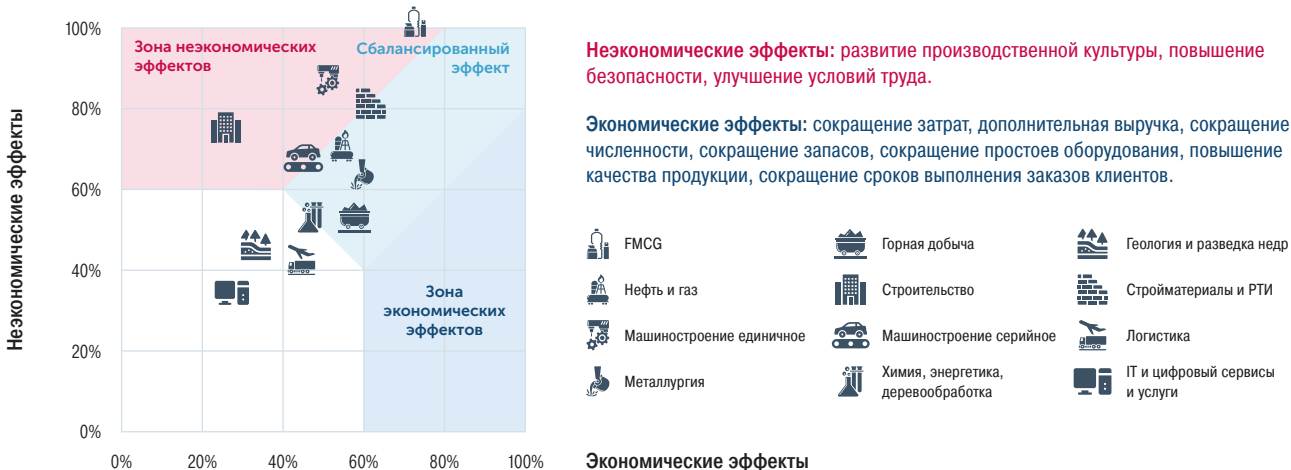 100%
80%
60%
40%
20%
0%
0%
20%
40%
60%
80%
100%
Неэкономические эффекты
Зона неэкономических
эффектов
Сбалансированный
эффект
Зона
экономических
эффектов
Неэкономические эффекты: развитие производственной культуры, повышение
безопасности, улучшение условий труда.
Экономические эффекты: сокращение затрат, дополнительная выручка, сокращение
численности, сокращение запасов, сокращение простоев оборудования, повышение
качества продукции, сокращение сроков выполнения заказов клиентов.
FMCG
Горная добыча
Геология и разведка недр
Нефть и газ
Строительство
Стройматериалы и РТИ
Машиностроение единичное
Машиностроение серийное
Логистика
Металлургия
Химия, энергетика,
деревообработка
IT и цифровый сервисы
и услуги
Экономические эффекты